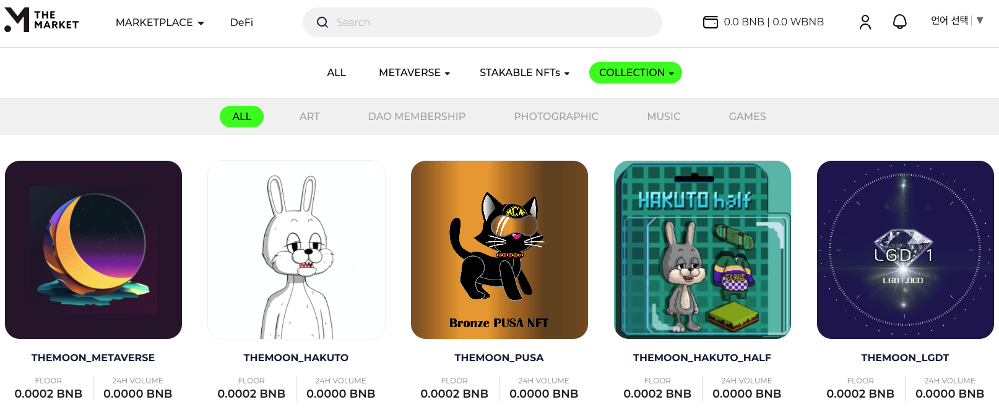 THE
MARKET
MARKETPLACE
DeFi
Search
0.0 BNB | 0.0 WBNB
언어 선택
ALL
METAVERSE
STAKABLE NFTs
COLLECTION
ALL
ART
DAO MEMBERSHIP
PHOTOGRAPHIC
MUSIC
GAMES
MCN
Bronze PUSA NFT
HAKUTO half
LGD 1
LGD1,000
THEMOON_METAVERSE
THEMOON_HAKUTO
THEMOON_PUSA
THEMOON_HAKUTO_HALF
THEMOON_LGDT
FLOOR
24H VOLUME
FLOOR
24H VOLUME
FLOOR
24H VOLUME
FLOOR
24H VOLUME
FLOOR
24H VOLUME
0.0002 BNB
0.0000 BNB
0.0002 BNB
0.0000 BNB
0.0002 BNB
0.0000 BNB
0.0002 BNB
0.0000 BNB
0.0002 BNB
0.0000 BNB